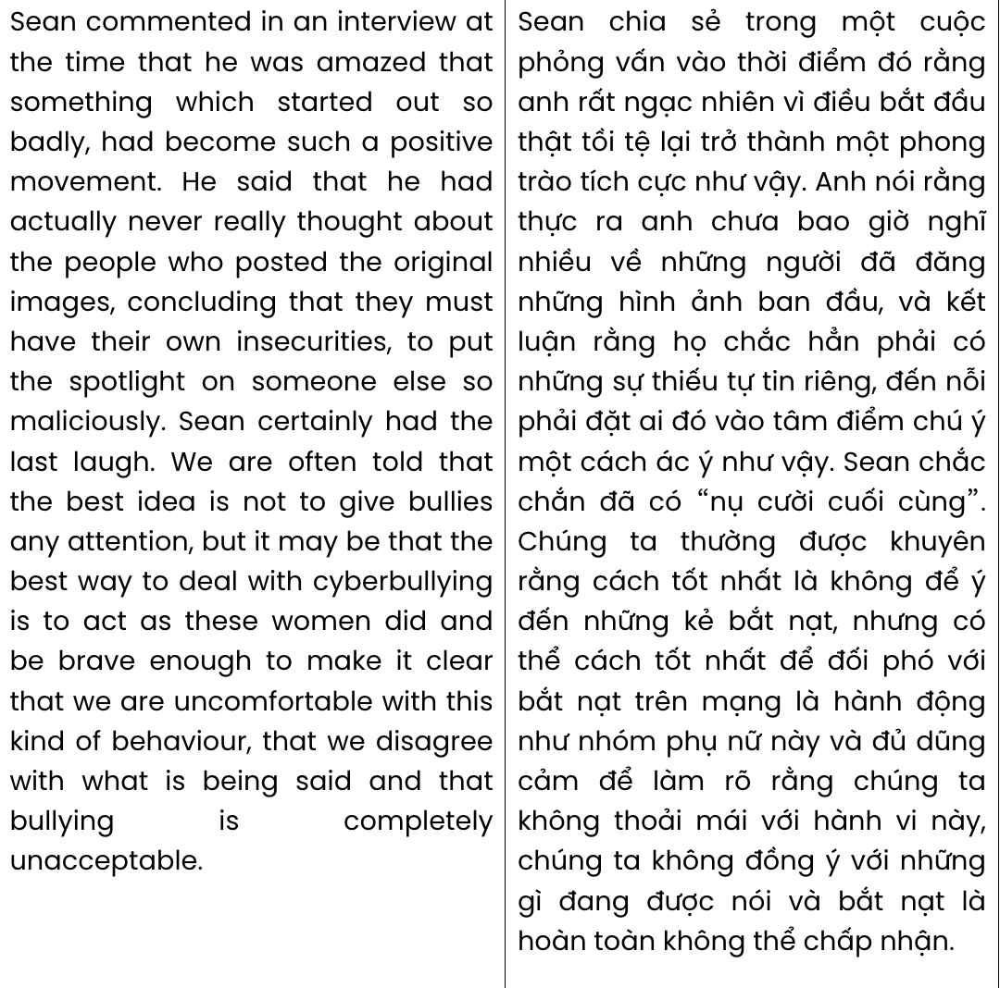 Sean commented in an interview at
the time that he was amazed that
something which started out so
badly, had become such a positive
movement. He said that he had
actually never really thought about
the people who posted the original
images, concluding that they must
have their own insecurities, to put
the spotlight on someone else so
maliciously. Sean certainly had the
last laugh. We are often told that
the best idea is not to give bullies
any attention, but it may be that the
best way to deal with cyberbullying
is to act as these women did and
be brave enough to make it clear
that we are uncomfortable with this
kind of behaviour, that we disagree
with what is being said and that
bullying is completely
unacceptable.
Sean chia sẻ trong một cuộc
phỏng vấn vào thời điểm đó rằng
anh rất ngạc nhiên vì điều bắt đầu
thật tồi tệ lại trở thành một phong
trào tích cực như vậy. Anh nói rằng
thực ra anh chưa bao giờ nghĩ
nhiều về những người đã đăng
những hình ảnh ban đầu, và kết
luận rằng họ chắc hẳn phải có
những sự thiếu tự tin riêng, đến nỗi
phải đặt ai đó vào tâm điểm chú ý
một cách ác ý như vậy. Sean chắc
chắn đã có “nụ cười cuối cùng”.
Chúng ta thường được khuyên
rằng cách tốt nhất là không để ý
đến những kẻ bắt nạt, nhưng có
thể cách tốt nhất để đối phó với
bắt nạt trên mạng là hành động
như nhóm phụ nữ này và đủ dũng
cảm để làm rõ rằng chúng ta
không thoải mái với hành vi này,
chúng ta không đồng ý với những
gì đang được nói và bắt nạt là
hoàn toàn không thể chấp nhận.